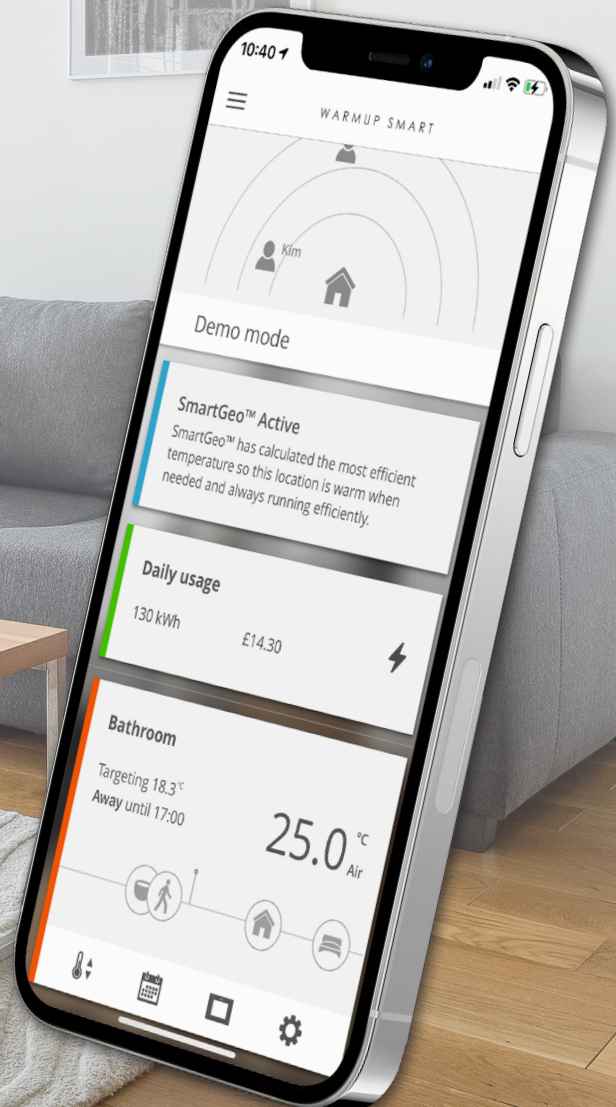 10:40
WARMUP SMART
Kim
Demo mode
SmartGeo™ Active
SmartGeo™ has calculated the most efficient
temperature so this location is warm when
needed and always running efficiently.
Daily usage
130 kWh
£14.30
Bathroom
Targeting 18.3°C
Away until 17:00
25.0 °C
Air